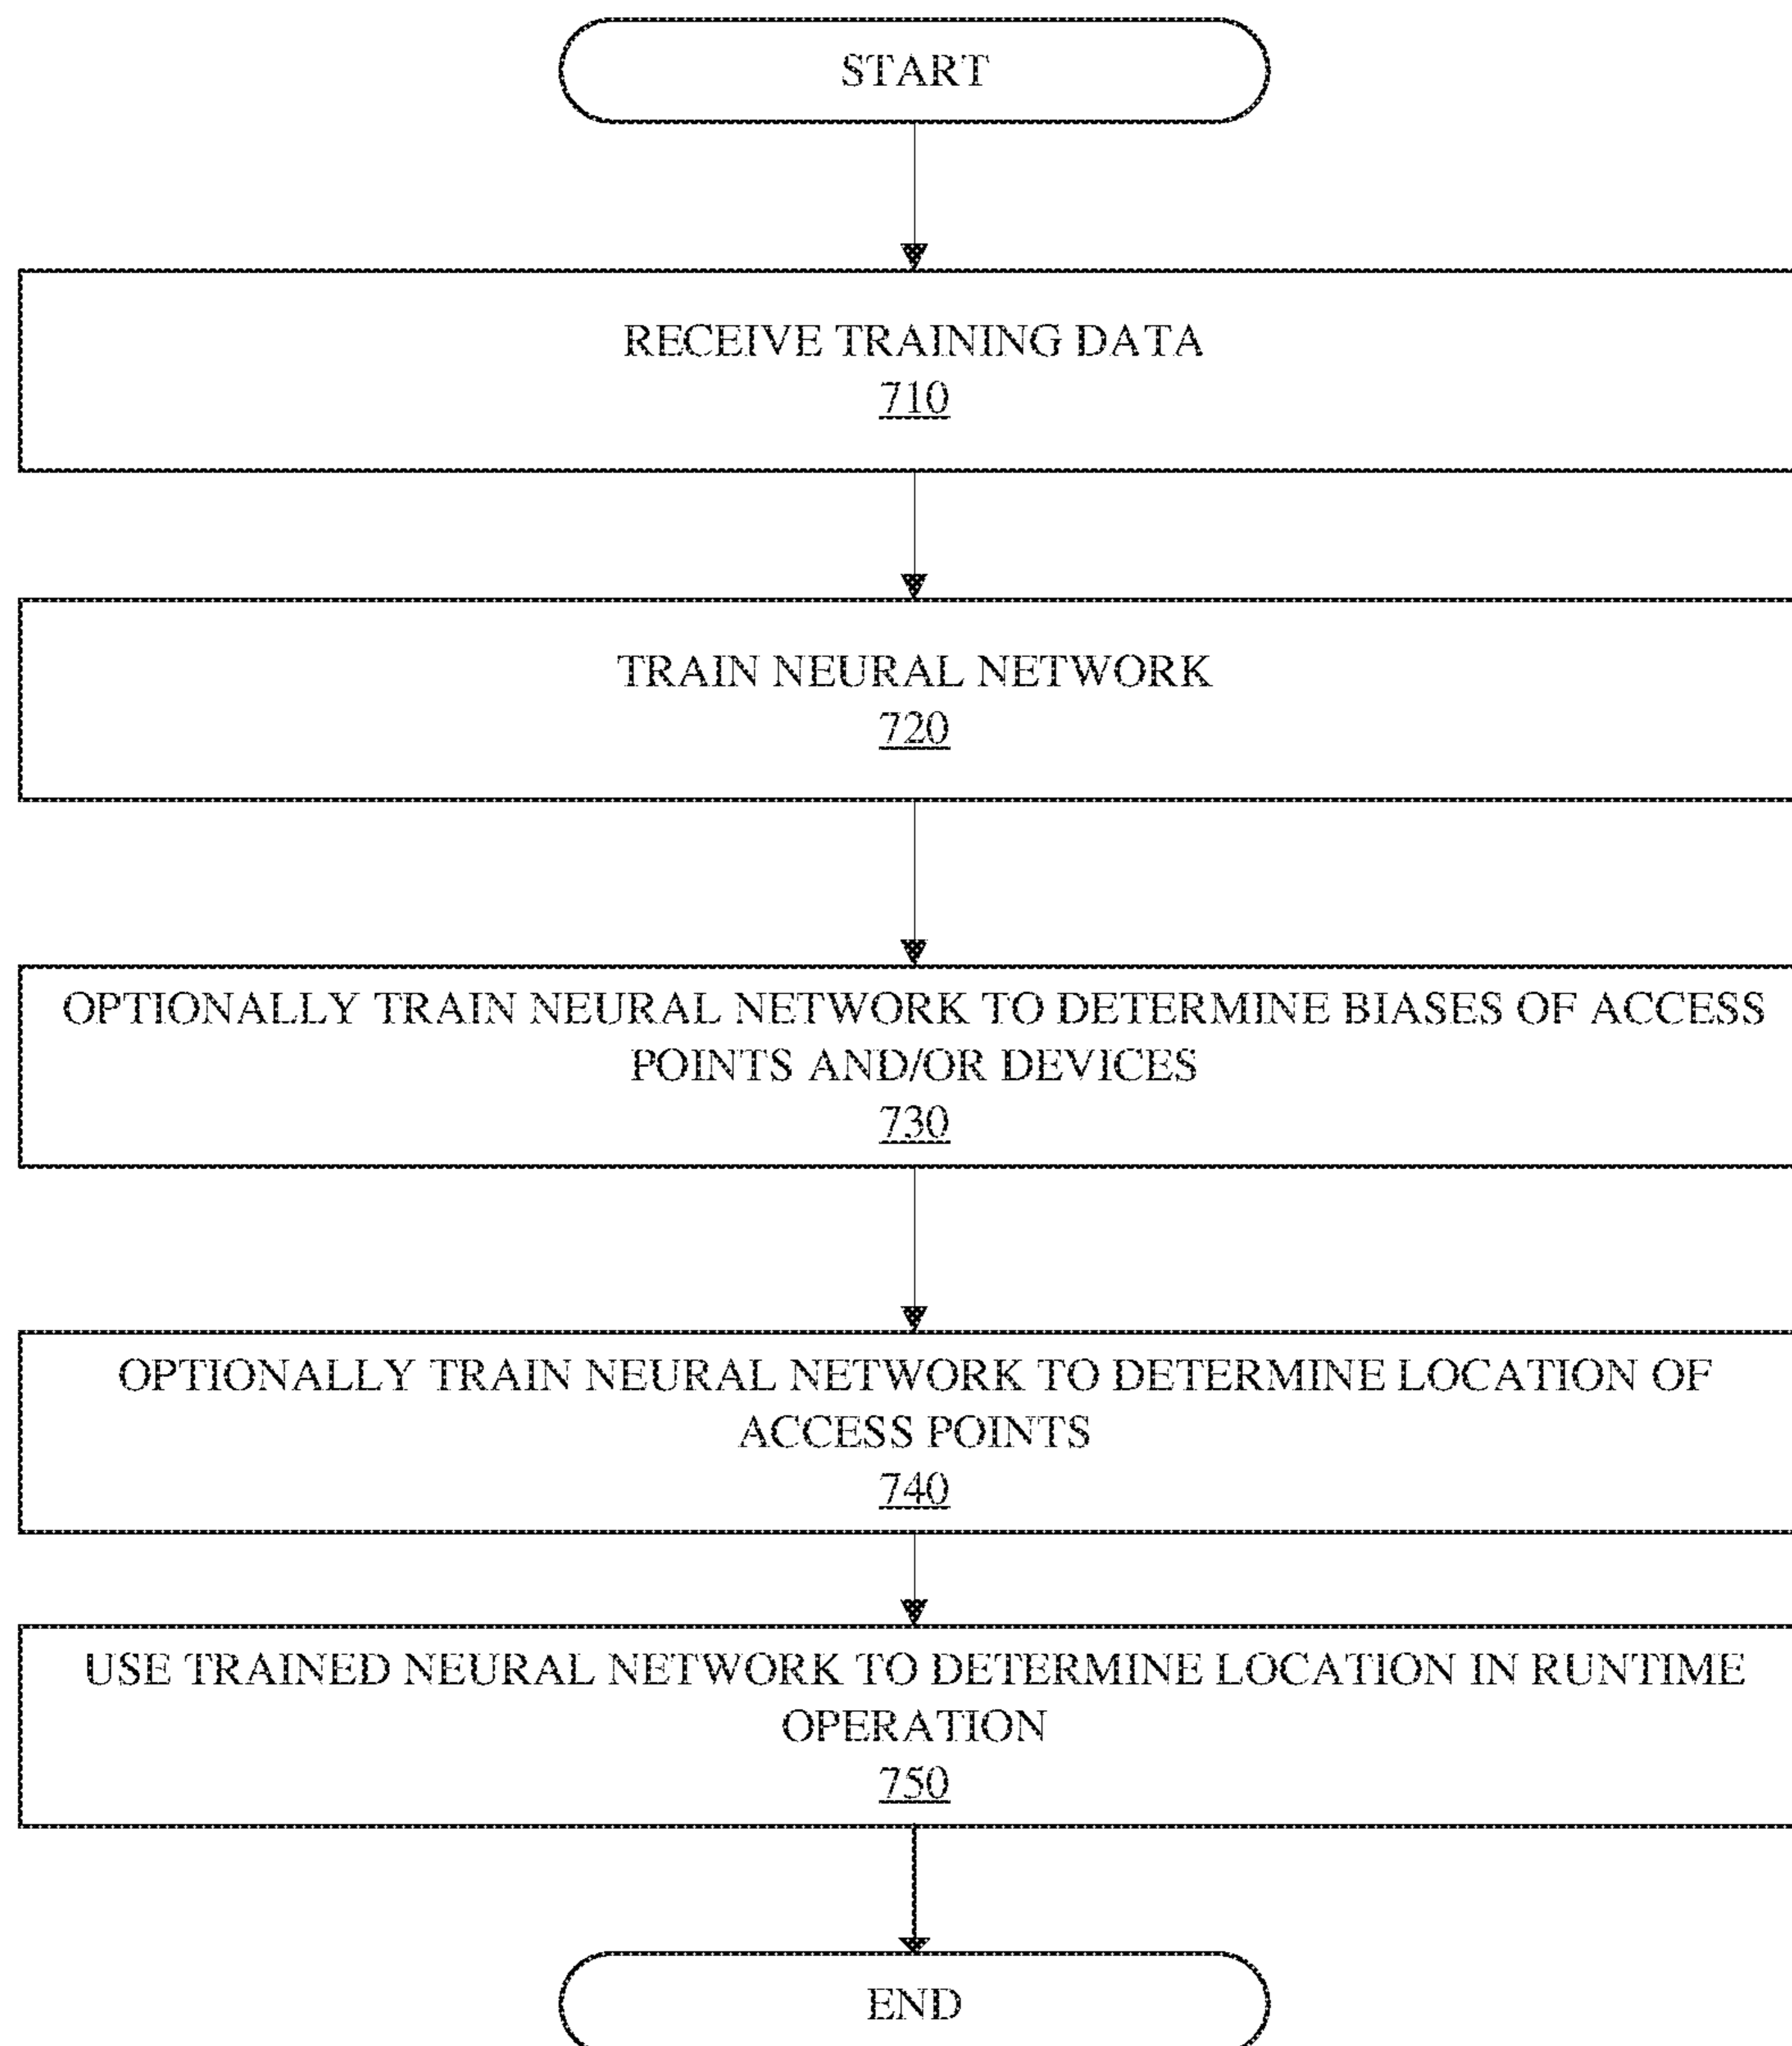 START
RECEIVE TRAINING DATA
710
TRAIN NEURAL NETWORK
720
OPTIONALLY TRAIN NEURAL NETWORK TO DETERMINE BIASES OF ACCESS
POINTS AND/OR DEVICES
730
OPTIONALLY TRAIN NEURAL NETWORK TO DETERMINE LOCATION OF
ACCESS POINTS
740
USE TRAINED NEURAL NETWORK TO DETERMINE LOCATION IN RUNTIME
OPERATION
750
END